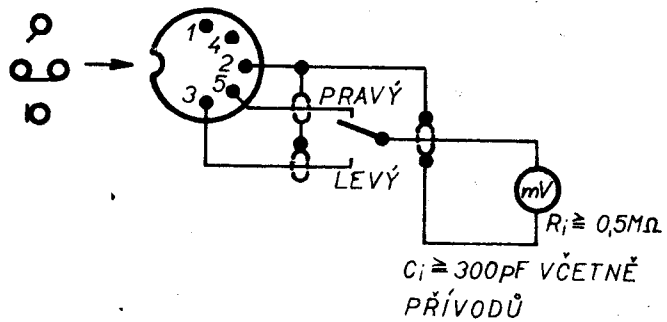 1
4
2
5
3
PRAVÝ
LEVÝ
mV
Ri ≧ 0,5MΩ
Ci ≧ 300pF VČETNĚ
PŘÍVODŮ